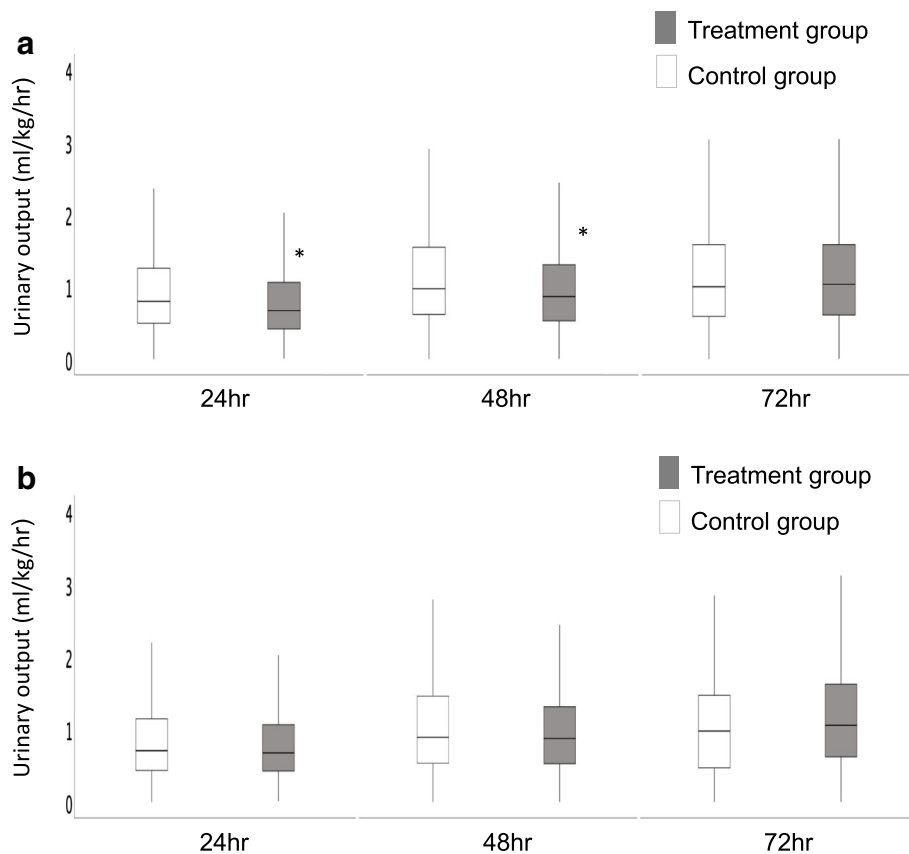 a
Treatment group
Control group
Urinary output (ml/kg/hr)
4
3
2
1
0
*
*
24hr
48hr
72hr
b
Treatment group
Control group
Urinary output (ml/kg/hr)
4
3
2
1
0
24hr
48hr
72hr